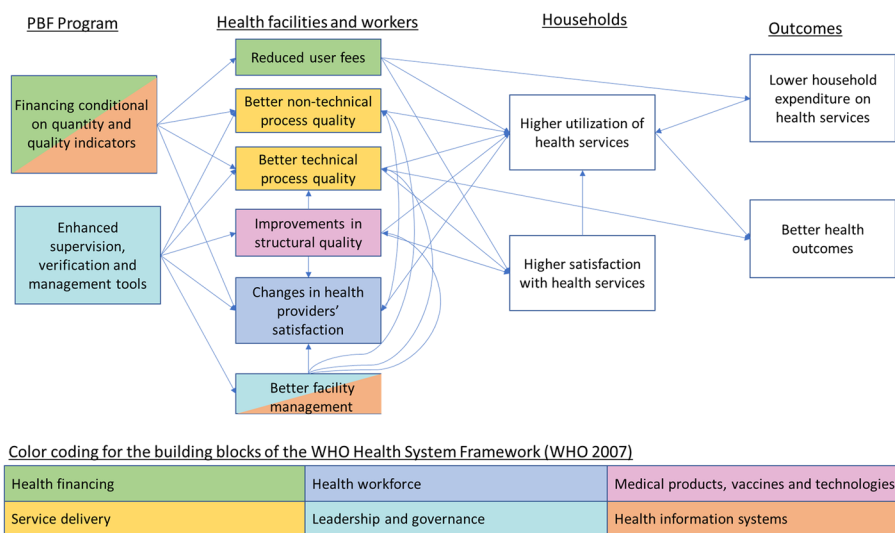 PBF Program
Health facilities and workers
Households
Outcomes
Financing conditional
on quantity and
quality indicators
Enhanced
supervision,
verification and
management tools
Reduced user fees
Better non-technical
process quality
Better technical
process quality
Improvements in
structural quality
Changes in health
providers’
satisfaction
Better facility
management
Higher utilization of
health services
Higher satisfaction
with health services
Lower household
expenditure on
health services
Better health
outcomes
Color coding for the building blocks of the WHO Health System Framework (WHO 2007)
Health financing
Health workforce
Medical products, vaccines and technologies
Service delivery
Leadership and governance
Health information systems